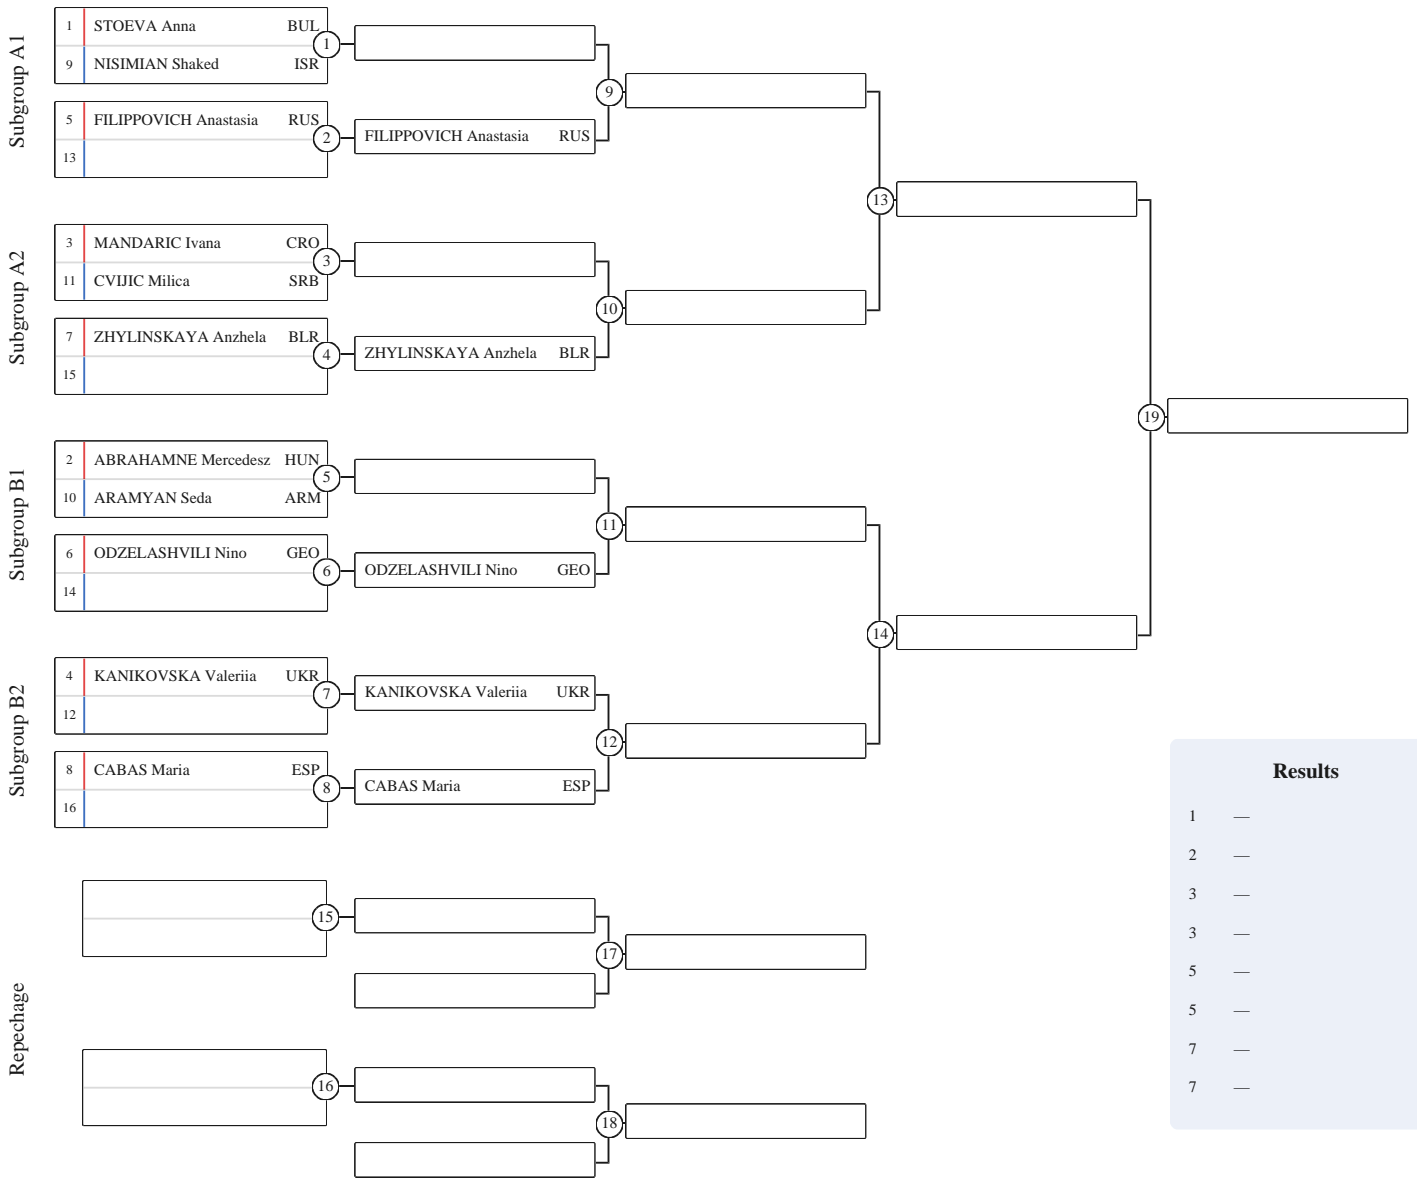 Subgroup A1
1 STOEVA Anna BUL
9 NISIMIAN Shaked ISR
1
5 FILIPPOVICH Anastasia RUS
13
2
FILIPPOVICH Anastasia RUS
9
Subgroup A2
3 MANDARIC Ivana CRO
11 CVIJIC Milica SRB
3
7 ZHYLINSKAYA Anzhela BLR
15
4
ZHYLINSKAYA Anzhela BLR
10
13
Subgroup B1
2 ABRAHAMNE Mercedesz HUN
10 ARAMYAN Seda ARM
5
6 ODZELASHVILI Nino GEO
14
6
ODZELASHVILI Nino GEO
11
Subgroup B2
4 KANIKOVSKA Valeriia UKR
12
7
KANIKOVSKA Valeriia UKR
8 CABAS Maria ESP
16
8
CABAS Maria ESP
12
14
19
Repechage
15
17
16
18
Results
1 —
2 —
3 —
3 —
5 —
5 —
7 —
7 —